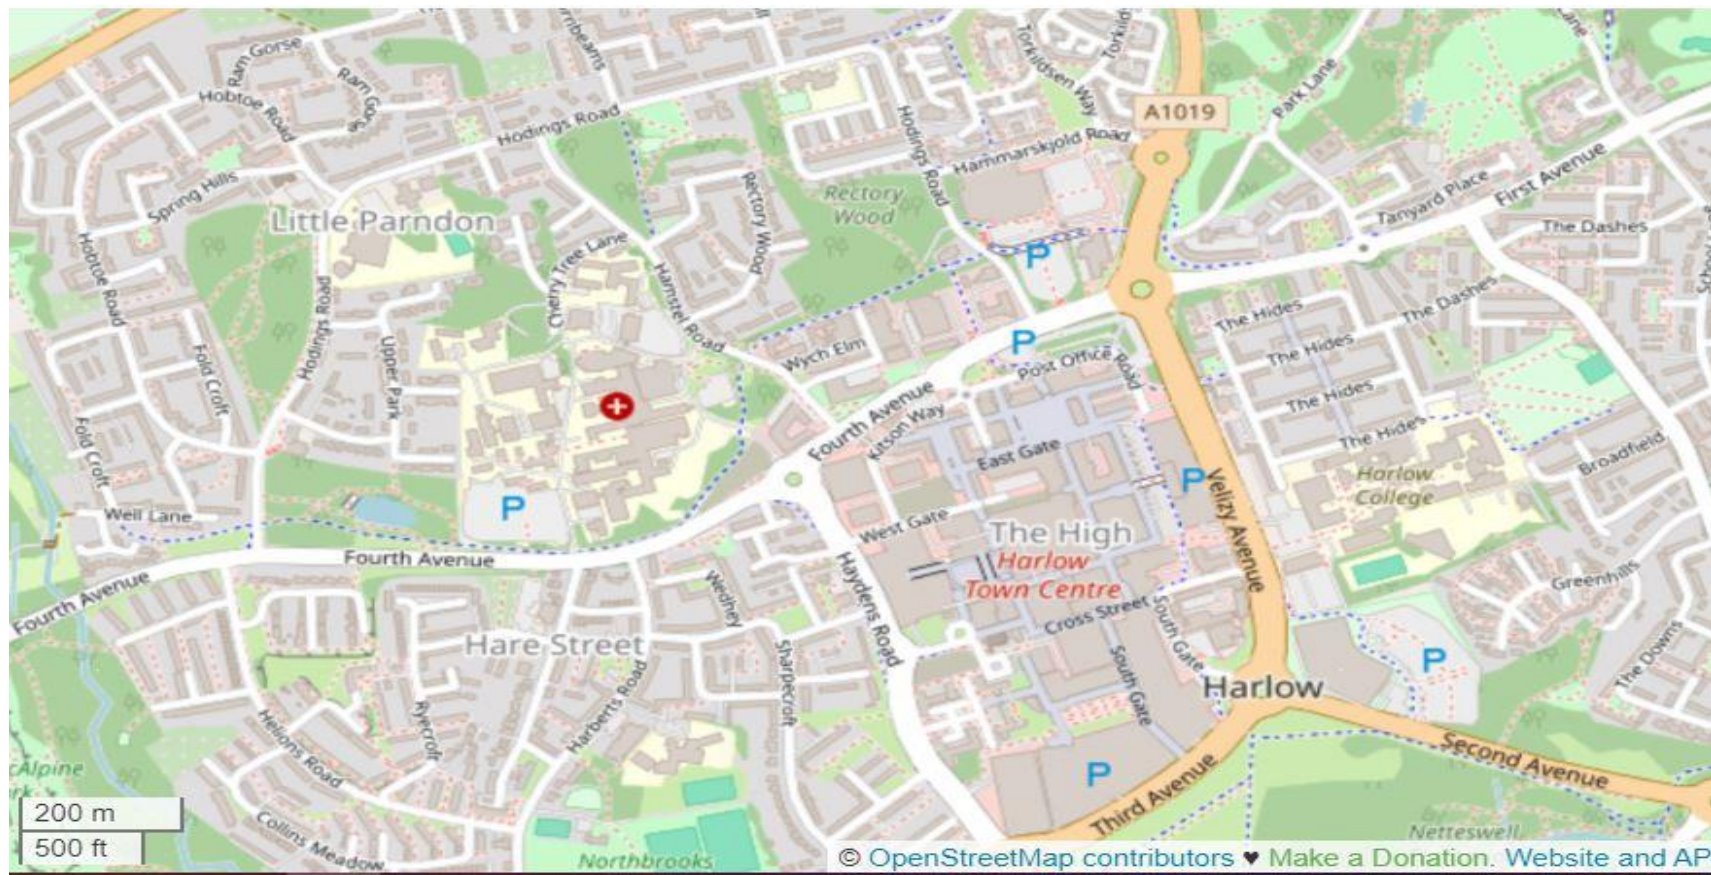 Ram Gorse
Ram Gorse
Hobtoe Road
Hodings Road
Torkildsen Way
A1019
Park Lane
Lane
Hodings Road
Hammarskjold Road
First Avenue
Tanyard Place
Spring Hills
Little Parndon
Rectory Wood
Rectory
Wood
The Dashes
Hobtoe Road
Cherry Tree Lane
Hamstel Road
P
Hodings Road
Upper Park
Fold Croft
Wych Elm
P
Post Office Road
The Hides
The Hides
The Dashes
The Hides
The Hides
Fourth Avenue
Kitson Way
East Gate
Fold Croft
P
P
Velizy Avenue
Harlow
College
Broadfield
Well Lane
West Gate
The High
Harlow
Town Centre
Fourth Avenue
Fourth Avenue
Haydens Road
Wedhey
Greenhills
Cross Street
South Gate
Hare Street
Sharpecroft
South Gate
Harlow
P
The Downs
Harberts Road
Helions Road
Ryecroft
P
Third Avenue
Second Avenue
cAlpine
200 m
500 ft
Collins Meadow
Northbrooks
Netteswell
© OpenStreetMap contributors ♥ Make a Donation. Website and AP